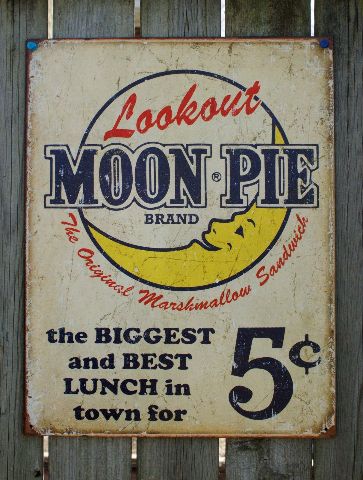 Lookout
MOON® PIE
BRAND
The Original Marshmallow Sandwich
the BIGGEST
and BEST
LUNCH in
town for
5¢